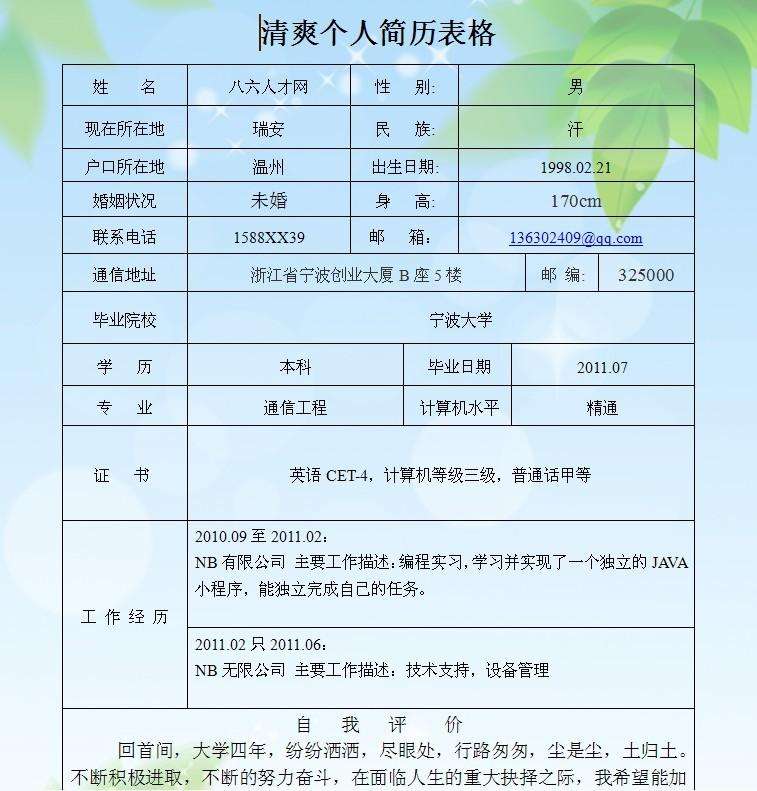 清爽个人简历表格
姓 名 八六人才网 性 别: 男
现在所在地 瑞安 民 族: 汗
户口所在地 温州 出生日期: 1998.02.21
婚姻状况 未婚 身 高: 170cm
联系电话 1588XX39 邮 箱： 136302409@qq.com
通信地址 浙江省宁波创业大厦 B 座 5 楼 邮 编: 325000
毕业院校 宁波大学
学 历 本科 毕业日期 2011.07
专 业 通信工程 计算机水平 精通
证 书 英语 CET-4，计算机等级三级，普通话甲等
工 作 经 历
2010.09 至 2011.02：
NB 有限公司 主要工作描述：编程实习，学习并实现了一个独立的 JAVA
小程序，能独立完成自己的任务。
2011.02 只 2011.06：
NB 无限公司 主要工作描述：技术支持，设备管理
自 我 评 价
回首间，大学四年，纷纷洒洒，尽眼处，行路匆匆，尘是尘，土归土。
不断积极进取，不断的努力奋斗，在面临人生的重大抉择之际，我希望能加